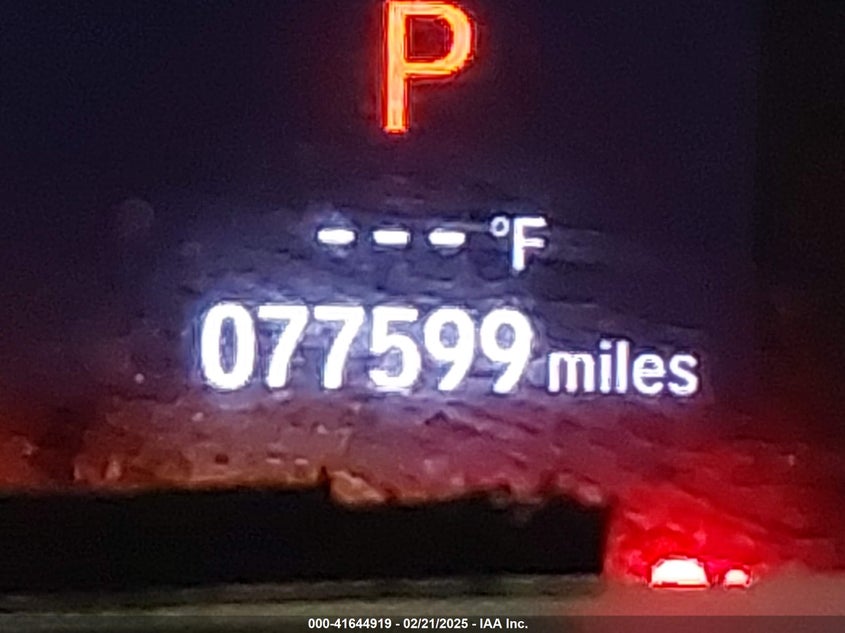 P
--- °F
077599 miles
000-41644919 - 02/21/2025 - IAA Inc.